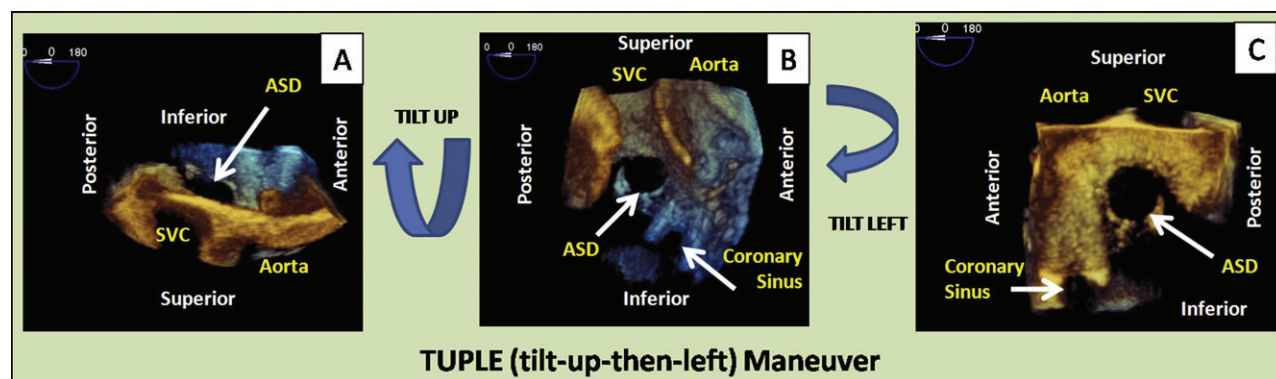 0 0 180
A
ASD
Inferior
Posterior
Anterior
SVC
Aorta
Superior
TILT UP
0 0 180
B
Superior
SVC Aorta
Posterior
Anterior
ASD
Coronary
Sinus
Inferior
TILT LEFT
0 0 180
C
Superior
Aorta SVC
Anterior
Posterior
Coronary
Sinus
ASD
Inferior
TUPLE (tilt-up-then-left) Maneuver